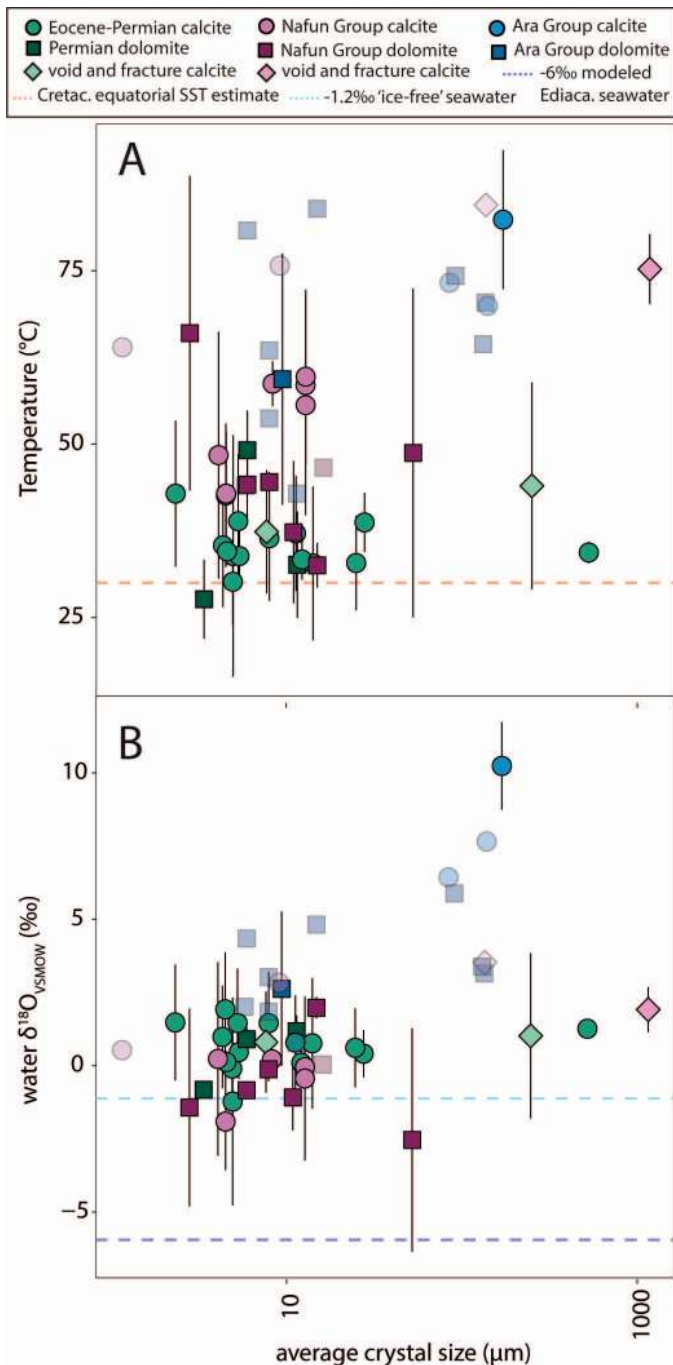 Eocene-Permian calcite Nafun Group calcite Ara Group calcite
Permian dolomite Nafun Group dolomite Ara Group dolomite
void and fracture calcite void and fracture calcite -6‰ modeled
Cretac. equatorial SST estimate -1.2‰ 'ice-free' seawater Ediaca. seawater
A
75
50
25
Temperature (°C)
B
10
5
0
−5
water δ¹⁸O_VSMOW (‰)
10 1000
average crystal size (μm)